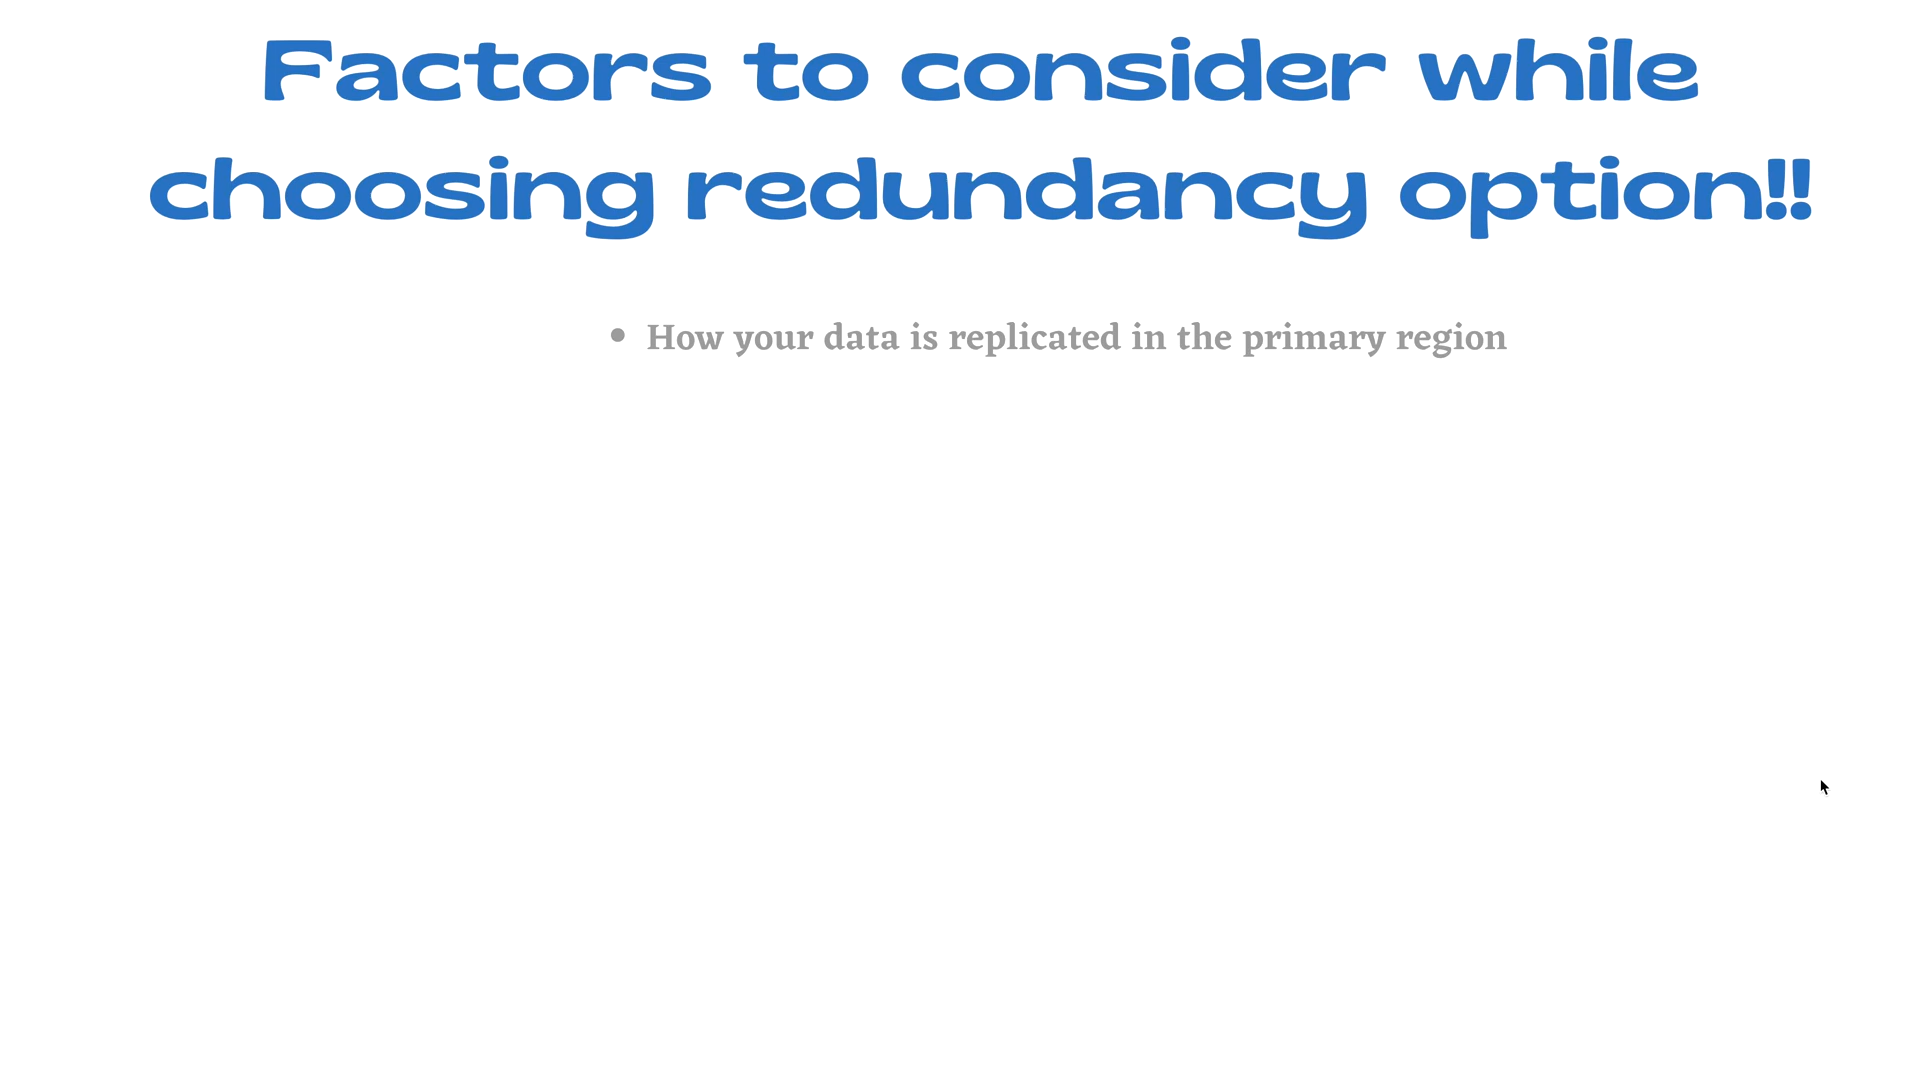 Factors to consider while
choosing redundancy option!!
• How your data is replicated in the primary region